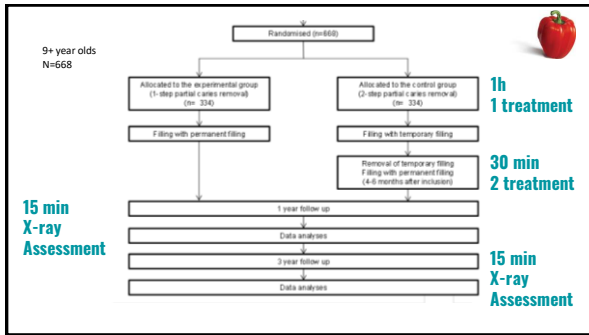 Randomised (n=668)
9+ year olds
N=668
Allocated to the experimental group
(1-step partial caries removal)
(n= 334)
Allocated to the control group
(2-step partial caries removal)
(n= 334)
1h
1 treatment
Filling with permanent filling
Filling with temporary filling
Removal of temporary filling
Filling with permanent filling
(4-6 months after inclusion)
30 min
2 treatment
15 min
X-ray
Assessment
1 year follow up
Data analyses
3 year follow up
Data analyses
15 min
X-ray
Assessment